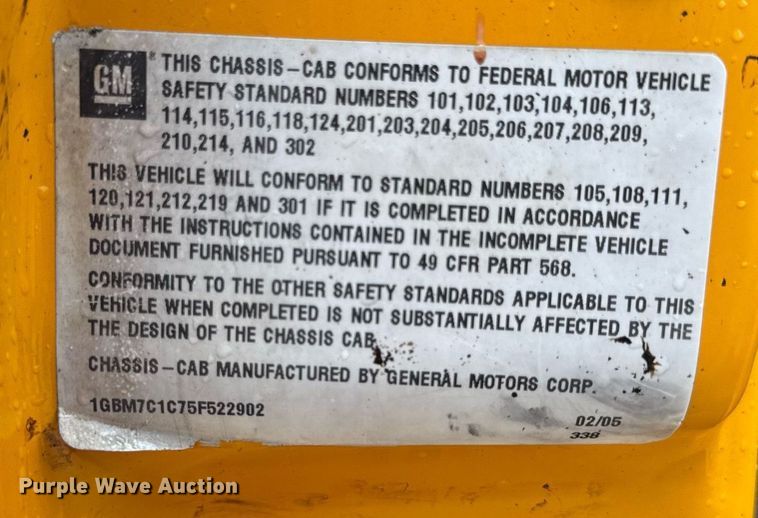 GM ® THIS CHASSIS-CAB CONFORMS TO FEDERAL MOTOR VEHICLE
SAFETY STANDARD NUMBERS 101,102,103,104,106,113,
114,115,116,118,124,201,203,204,205,206,207,208,209,
210,214, AND 302
THIS VEHICLE WILL CONFORM TO STANDARD NUMBERS 105,108,111,
120,121,212,219 AND 301 IF IT IS COMPLETED IN ACCORDANCE
WITH THE INSTRUCTIONS CONTAINED IN THE INCOMPLETE VEHICLE
DOCUMENT FURNISHED PURSUANT TO 49 CFR PART 568.
CONFORMITY TO THE OTHER SAFETY STANDARDS APPLICABLE TO THIS
VEHICLE WHEN COMPLETED IS NOT SUBSTANTIALLY AFFECTED BY THE
THE DESIGN OF THE CHASSIS CAB.
CHASSIS-CAB MANUFACTURED BY GENERAL MOTORS CORP.
1GBM7C1C75F522902
02/05
338
Purple Wave Auction